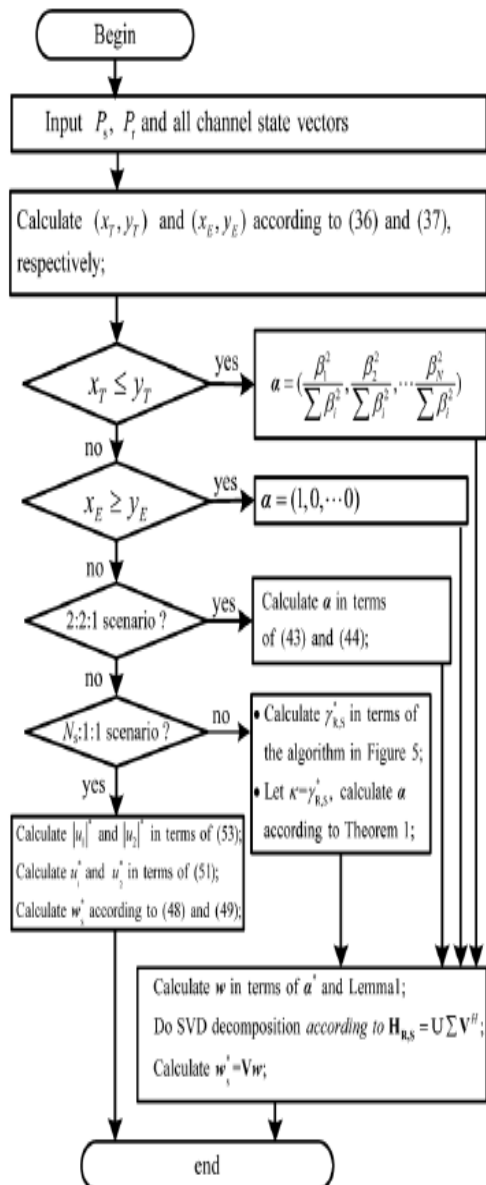 Begin
Input P_s, P_r and all channel state vectors
Calculate (x_T, y_T) and (x_E, y_E) according to (36) and (37),
respectively;
x_T ≤ y_T
yes
α = (β_1^2/∑β_i^2, β_2^2/∑β_i^2, ⋯ β_N^2/∑β_i^2)
no
x_E ≥ y_E
yes
α = (1, 0, ⋯0)
no
2:2:1 scenario ?
yes
Calculate α in terms
of (43) and (44);
no
N_s:1:1 scenario ?
no
• Calculate γ*_{R,S} in terms of
the algorithm in Figure 5;
• Let κ=γ*_{R,S}, calculate α
according to Theorem 1;
yes
Calculate |u_1|* and |u_2|* in terms of (53);
Calculate u_1* and u_2* in terms of (51);
Calculate w_s* according to (48) and (49);
Calculate w in terms of α* and Lemma1;
Do SVD decomposition according to H_{R,S} = U∑V^H;
Calculate w_s*=Vw;
end